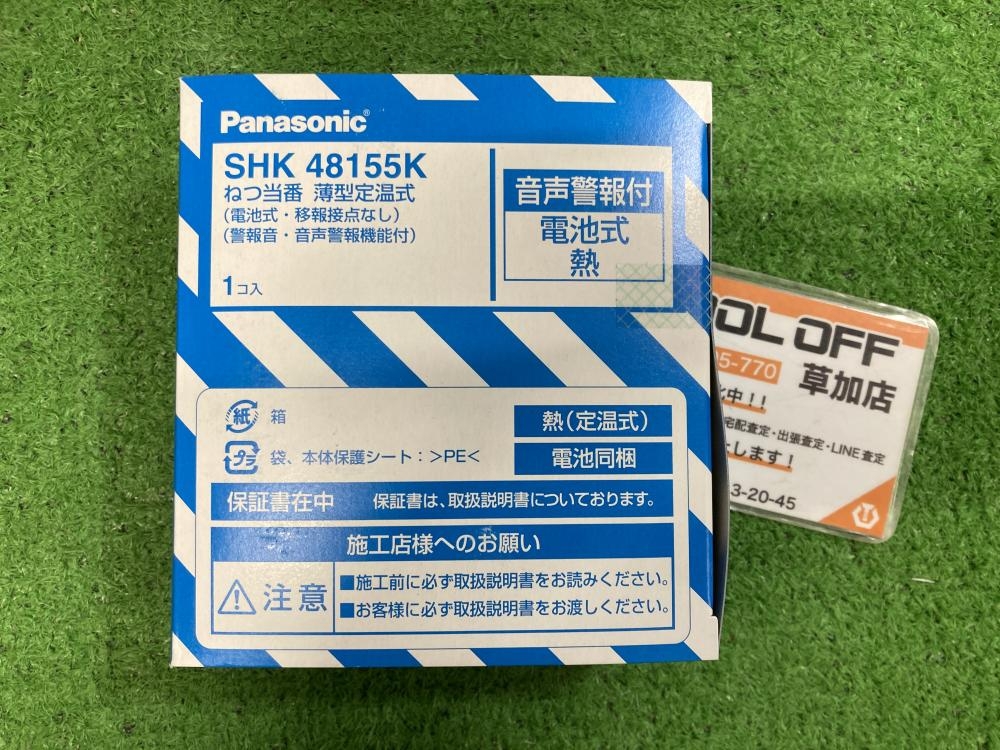 Panasonic®
SHK 48155K
ねつ当番 薄型定温式
(電池式・移報接点なし)
(警報音・音声警報機能付)
1コ入
音声警報付
電池式
熱
紙 箱
プラ 袋、本体保護シート:>PE<
熱(定温式)
電池同梱
保証書在中 保証書は、取扱説明書についております。
施工店様へのお願い
注意
■施工前に必ず取扱説明書をお読みください。
■お客様に必ず取扱説明書をお渡しください。
OL OFF
5-770
草加店
中!!
宅配査定・出張査定・LINE査定
します!
3-20-45